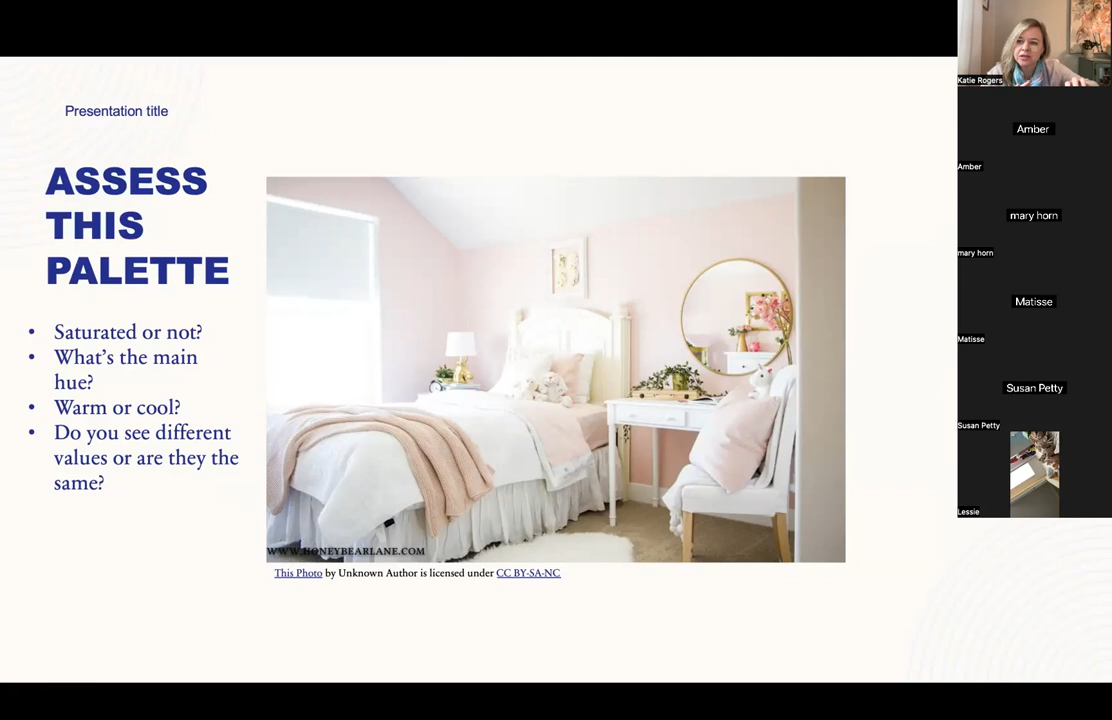 Presentation title
ASSESS
THIS
PALETTE
• Saturated or not?
• What's the main
hue?
• Warm or cool?
• Do you see different
values or are they the
same?
WWW.HONEYBEARLANE.COM
This Photo by Unknown Author is licensed under CC BY-SA-NC
Katie Rogers
Amber
Amber
mary horn
mary horn
Matisse
Matisse
Susan Petty
Susan Petty
Lessie